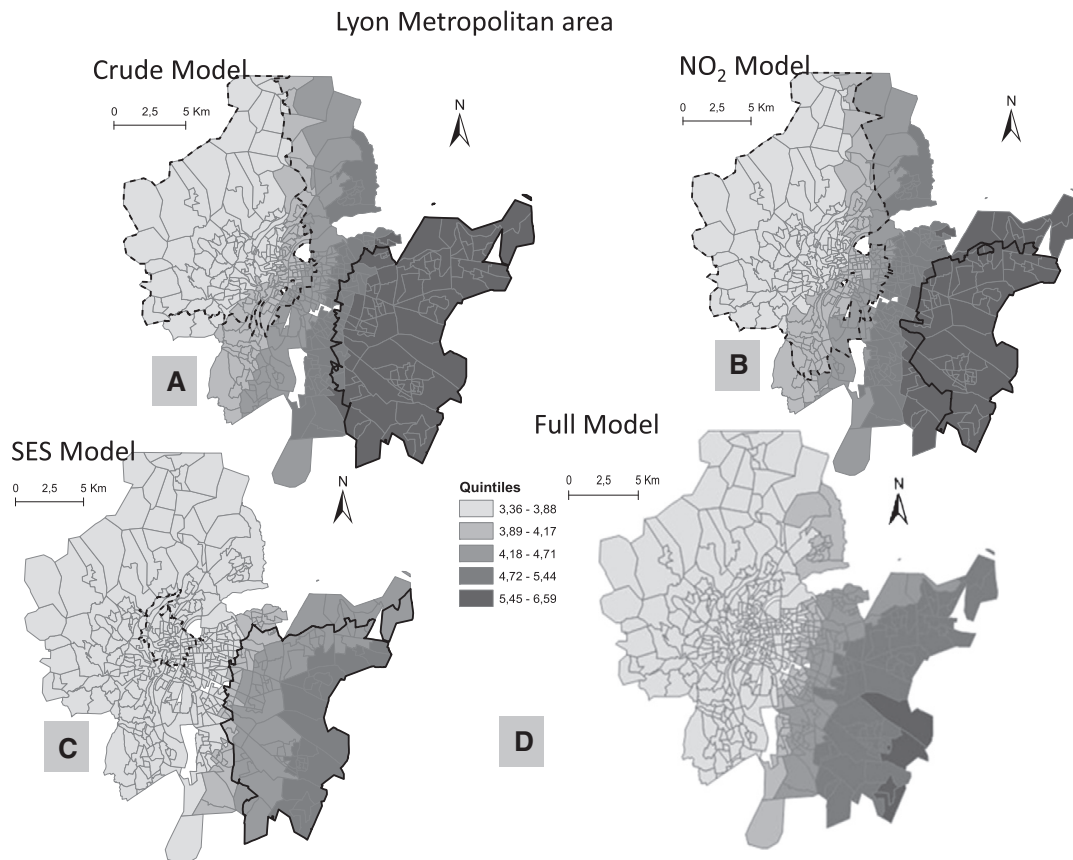 Lyon Metropolitan area
Crude Model
0 2,5 5 Km
N
A
NO₂ Model
0 2,5 5 Km
N
B
SES Model
0 2,5 5 Km
N
C
Full Model
0 2,5 5 Km
N
D
Quintiles
3,36 - 3,88
3,89 - 4,17
4,18 - 4,71
4,72 - 5,44
5,45 - 6,59